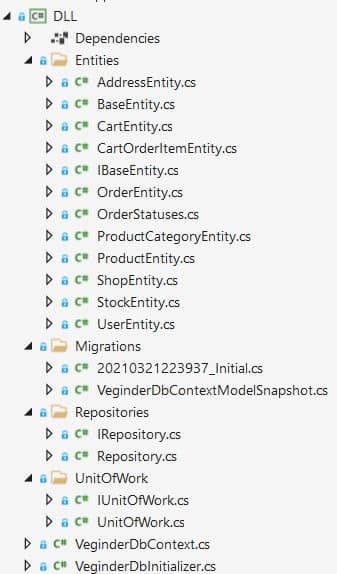 C# DLL
Dependencies
Entities
C# AddressEntity.cs
C# BaseEntity.cs
C# CartEntity.cs
C# CartOrderItemEntity.cs
C# IBaseEntity.cs
C# OrderEntity.cs
C# OrderStatuses.cs
C# ProductCategoryEntity.cs
C# ProductEntity.cs
C# ShopEntity.cs
C# StockEntity.cs
C# UserEntity.cs
Migrations
C# 20210321223937_Initial.cs
C# VeginderDbContextModelSnapshot.cs
Repositories
C# IRepository.cs
C# Repository.cs
UnitOfWork
C# IUnitOfWork.cs
C# UnitOfWork.cs
C# VeginderDbContext.cs
C# VeginderDbInitializer.cs